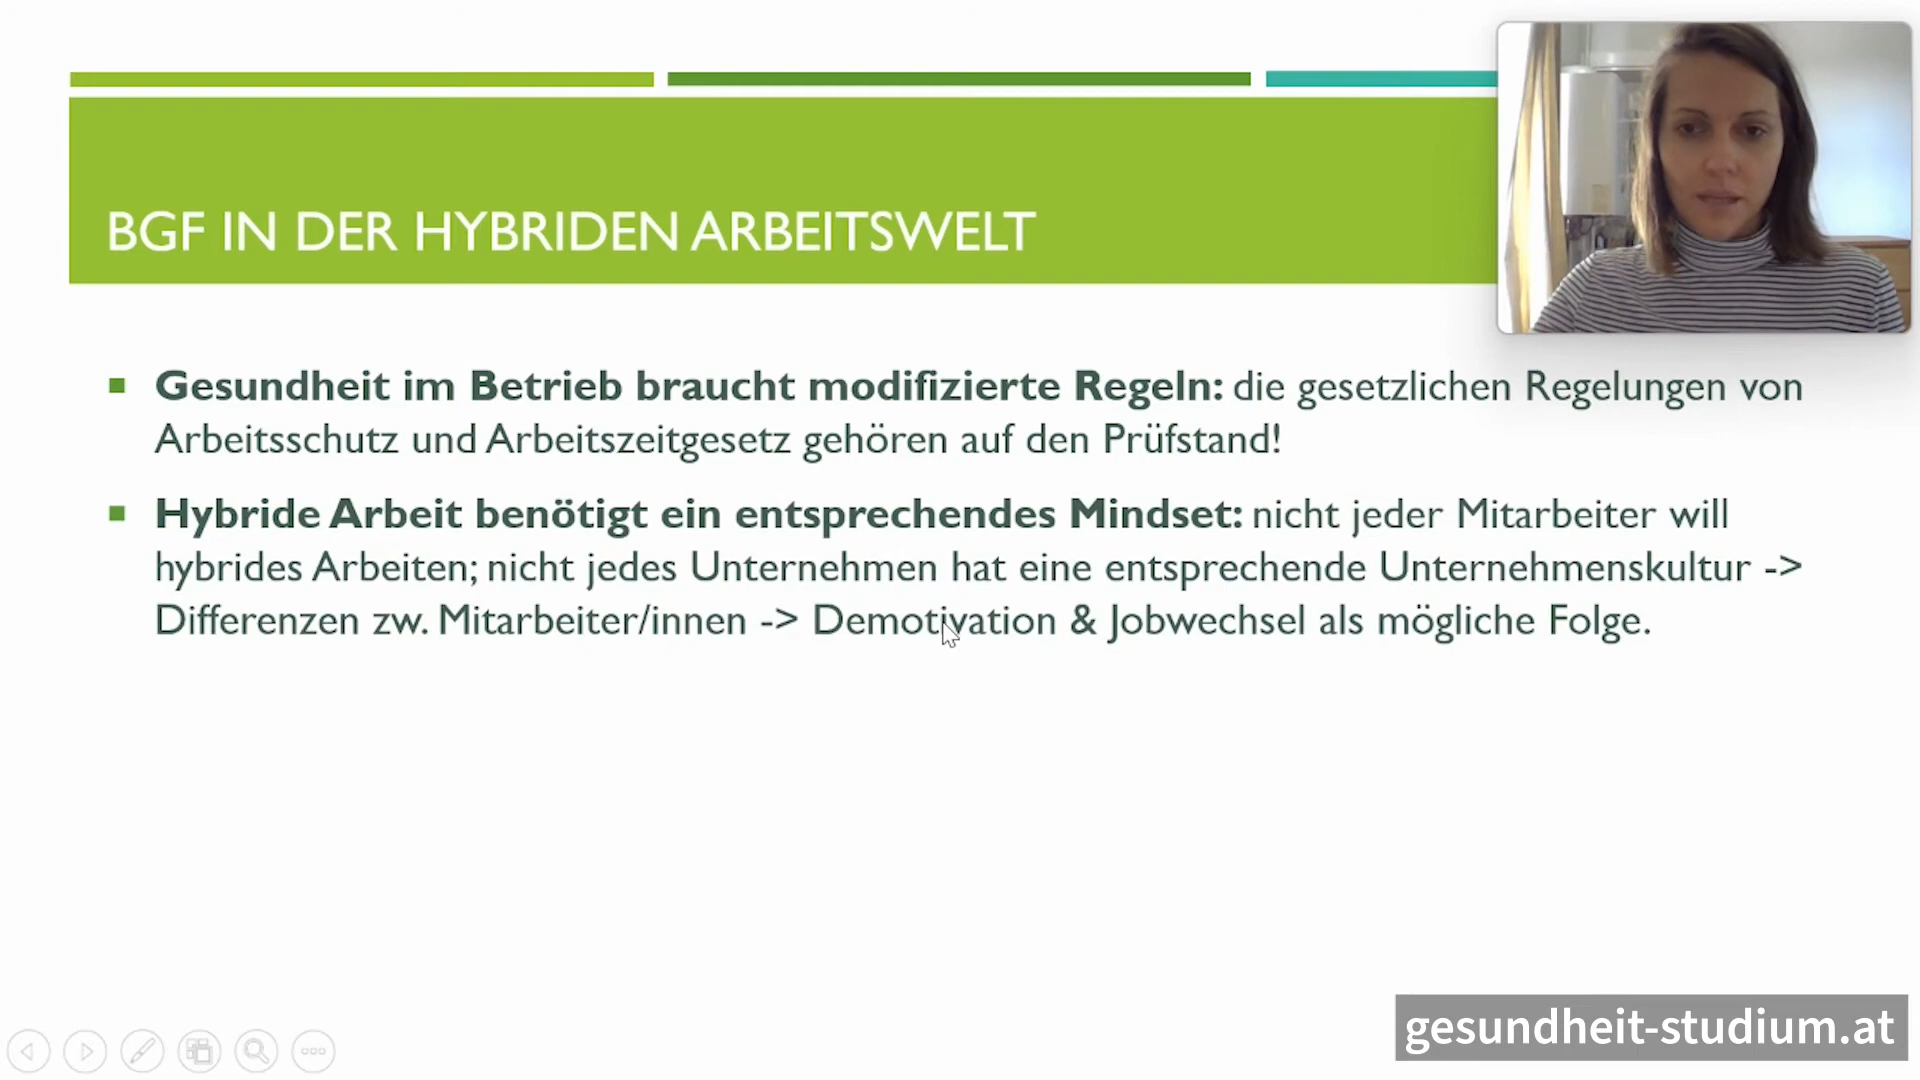 BGF IN DER HYBRIDEN ARBEITSWELT
Gesundheit im Betrieb braucht modifizierte Regeln: die gesetzlichen Regelungen von
Arbeitsschutz und Arbeitszeitgesetz gehören auf den Prüfstand!
Hybride Arbeit benötigt ein entsprechendes Mindset: nicht jeder Mitarbeiter will
hybrides Arbeiten; nicht jedes Unternehmen hat eine entsprechende Unternehmenskultur ->
Differenzen zw. Mitarbeiter/innen -> Demotivation & Jobwechsel als mögliche Folge.
gesundheit-studium.at